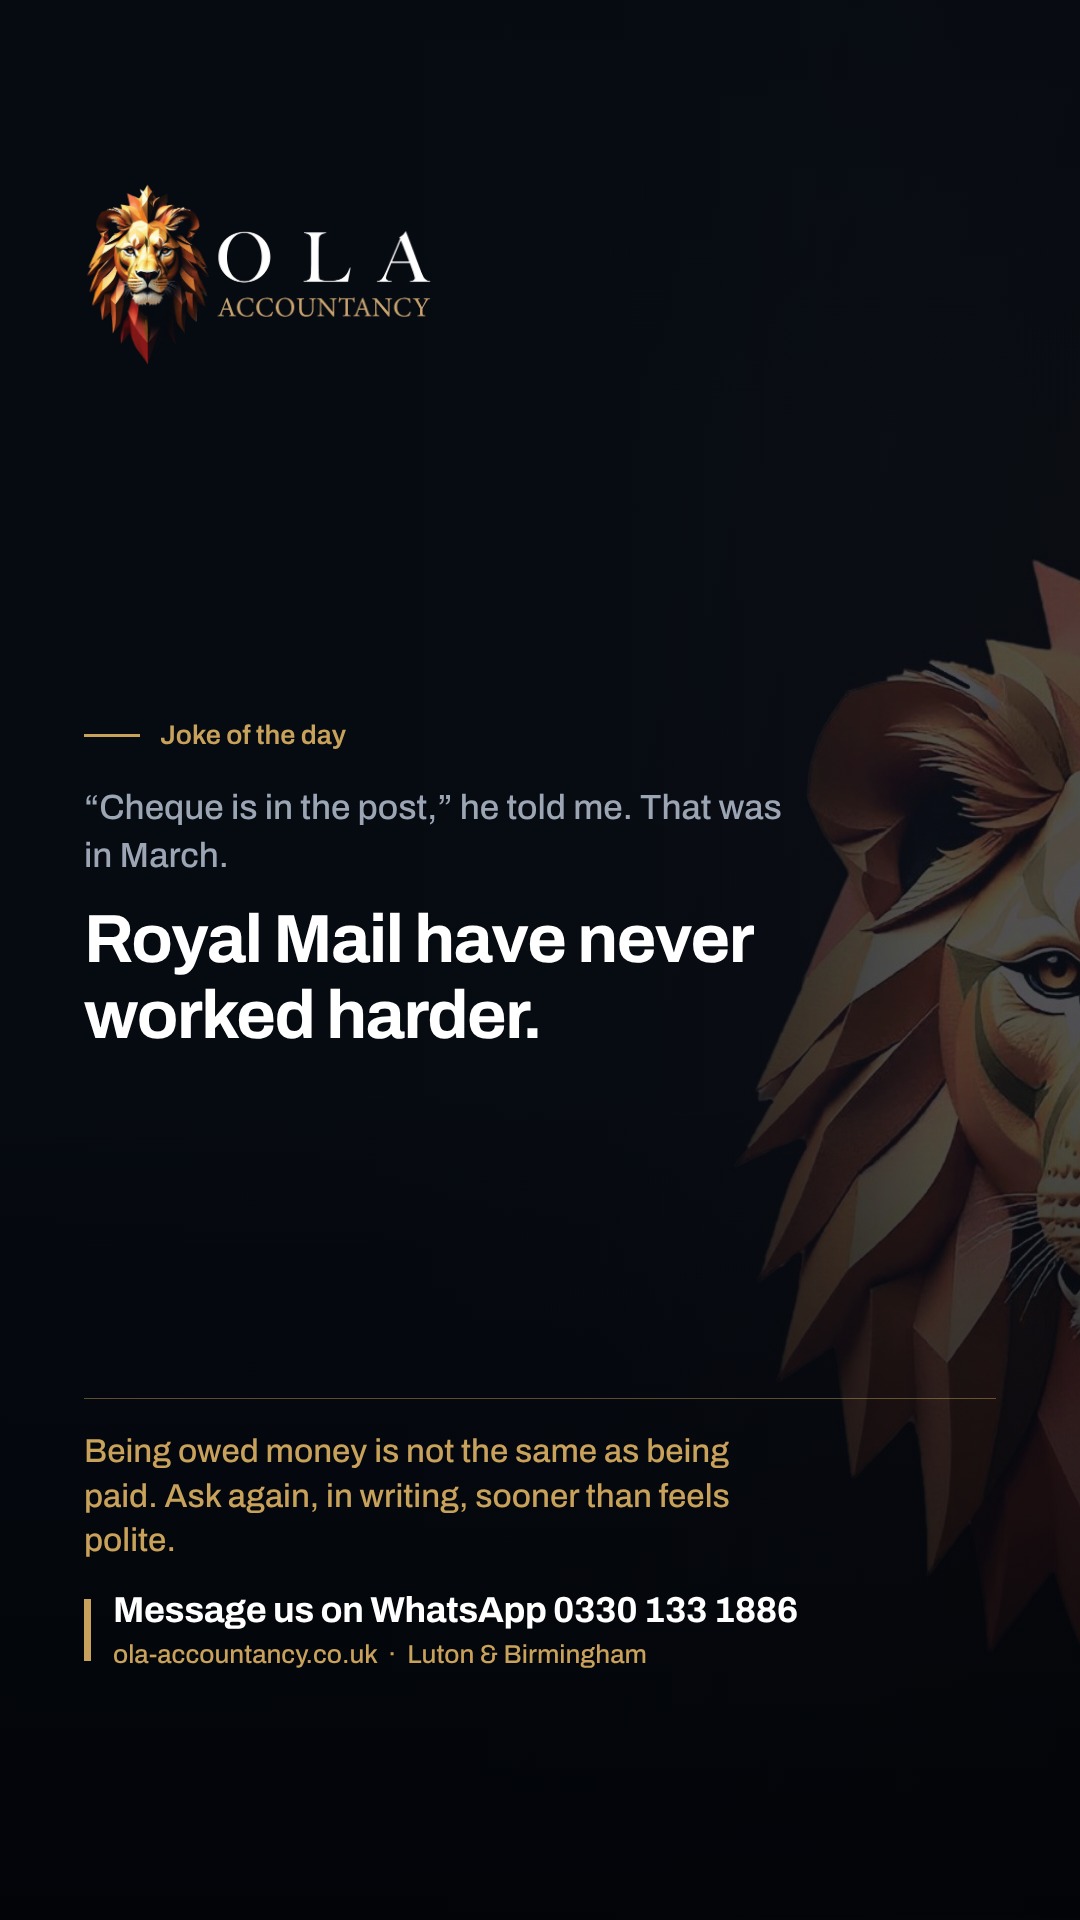 OLA
ACCOUNTANCY
Joke of the day
“Cheque is in the post,” he told me. That was
in March.
Royal Mail have never
worked harder.
Being owed money is not the same as being
paid. Ask again, in writing, sooner than feels
polite.
Message us on WhatsApp 0330 133 1886
ola-accountancy.co.uk · Luton & Birmingham